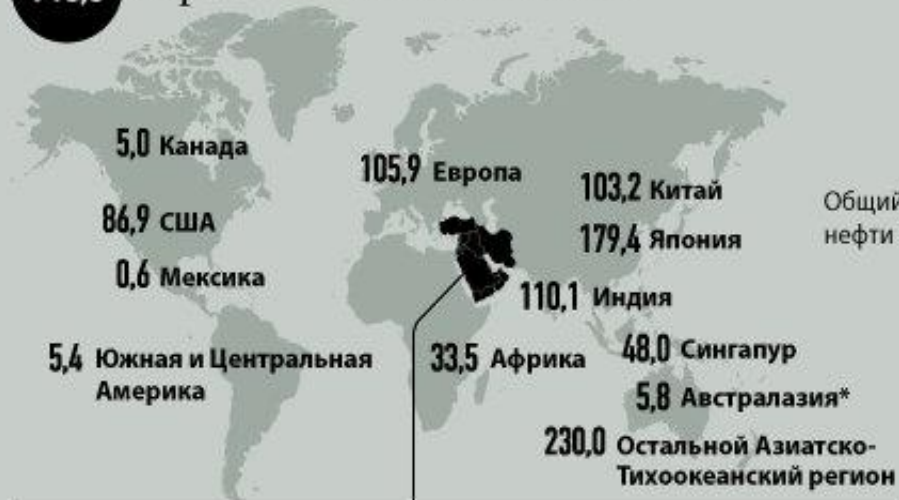 5,0 Канада
105,9 Европа
103,2 Китай
Общий
86,9 США
179,4 Япония
нефти
0,6 Мексика
110,1 Индия
5,4 Южная и Центральная
Америка
33,5 Африка
48,0 Сингапур
5,8 Австралазия*
230,0 Остальной Азиатско-
Тихоокеанский регион